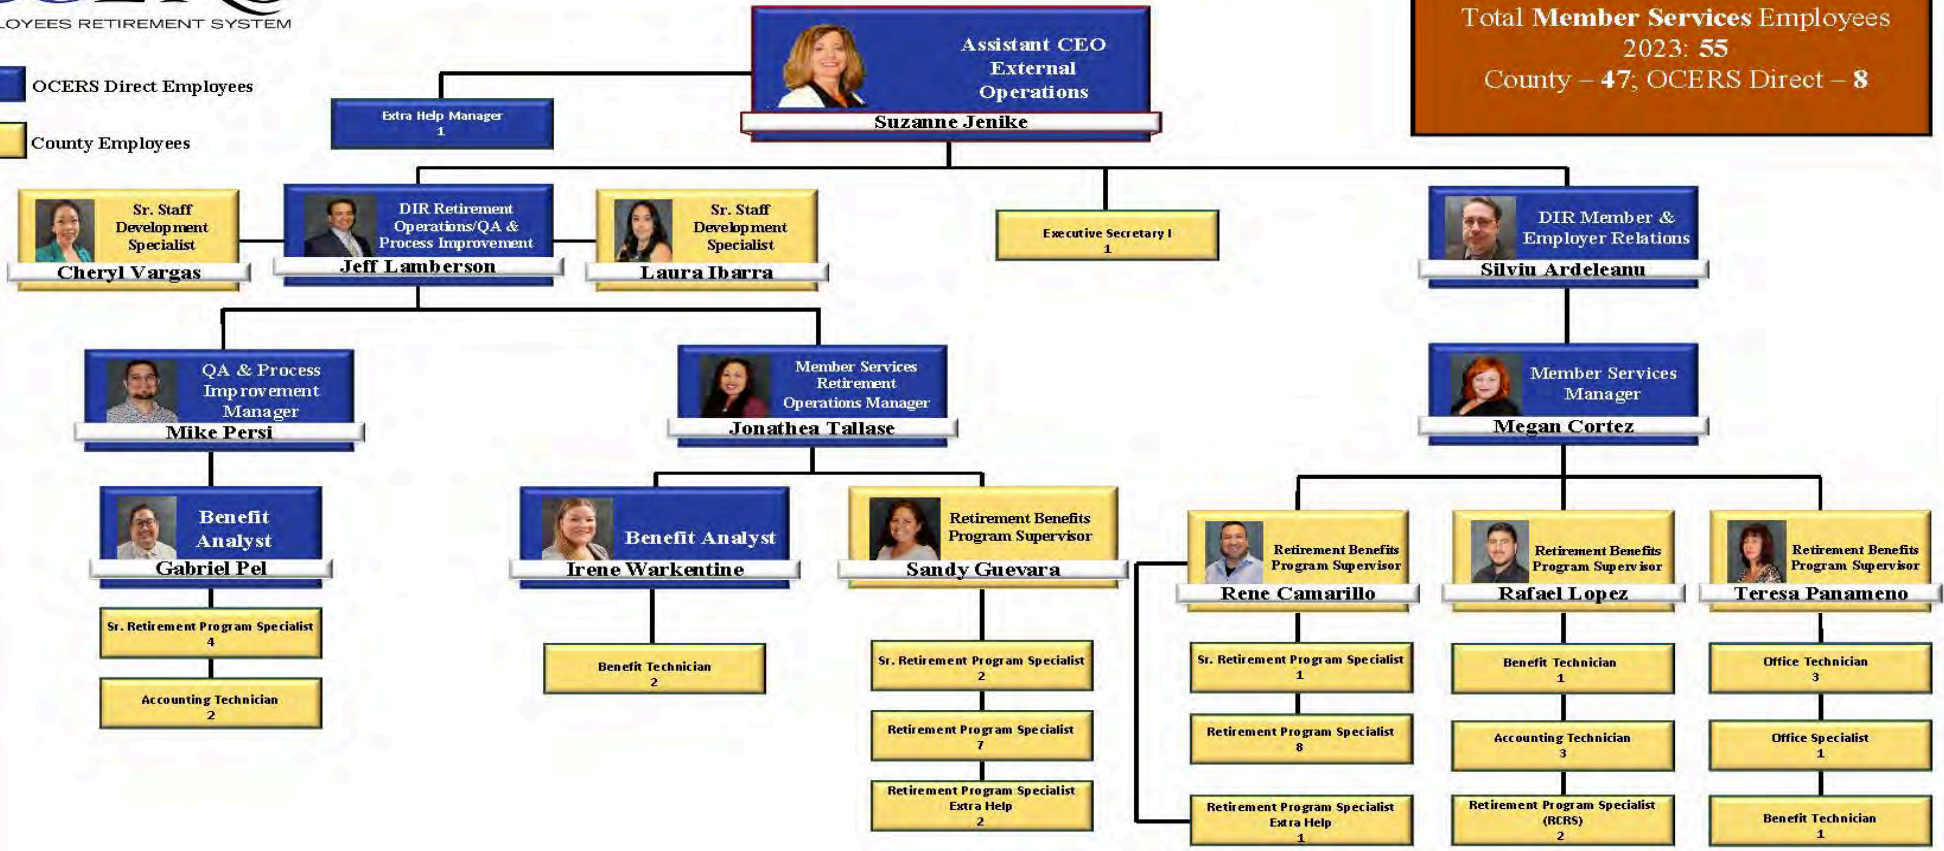 EMPLOYEES RETIREMENT SYSTEM
OCERS Direct Employees
County Employees
Total Member Services Employees
2023: 55
County – 47; OCERS Direct – 8
Assistant CEO
External
Operations
Suzanne Jenike
Extra Help Manager
1
Sr. Staff
Development
Specialist
Cheryl Vargas
DIR Retirement
Operations/QA &
Process Improvement
Jeff Lamberson
Sr. Staff
Development
Specialist
Laura Ibarra
Executive Secretary I
1
DIR Member &
Employer Relations
Silviu Ardeleanu
QA & Process
Improvement
Manager
Mike Persi
Member Services
Retirement
Operations Manager
Jonathea Tallase
Member Services
Manager
Megan Cortez
Benefit
Analyst
Gabriel Pel
Sr. Retirement Program Specialist
4
Accounting Technician
2
Benefit Analyst
Irene Warkentine
Benefit Technician
2
Retirement Benefits
Program Supervisor
Sandy Guevara
Sr. Retirement Program Specialist
2
Retirement Program Specialist
7
Retirement Program Specialist
Extra Help
2
Retirement Benefits
Program Supervisor
Rene Camarillo
Sr. Retirement Program Specialist
1
Retirement Program Specialist
8
Retirement Program Specialist
Extra Help
1
Retirement Benefits
Program Supervisor
Rafael Lopez
Benefit Technician
1
Accounting Technician
3
Retirement Program Specialist
(RCRS)
2
Retirement Benefits
Program Supervisor
Teresa Panameno
Office Technician
3
Office Specialist
1
Benefit Technician
1